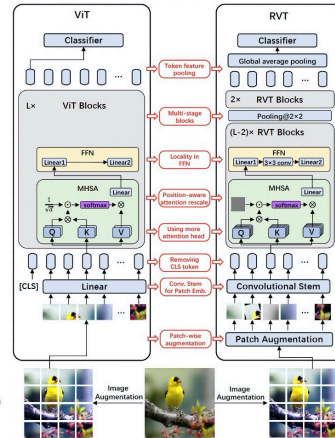 ViT
Classifier
...
L× ViT Blocks
FFN
Linear1
Linear2
MHSA
Linear
1/√d
softmax
Q
K
V
...
[CLS]
Linear
...
Image
Augmentation
Token feature
pooling
Multi-stage
blocks
Locality in
FFN
Position-aware
attention rescale
Using more
attention head
Removing
CLS token
Conv. Stem
for Patch Emb.
Patch-wise
augmentation
RVT
Classifier
Global average pooling
...
2× RVT Blocks
Pooling@2×2
(L-2)× RVT Blocks
FFN
Linear1
3×3 conv
Linear2
MHSA
Linear
softmax
Q
K
V
...
Convolutional Stem
...
Patch Augmentation
Image
Augmentation